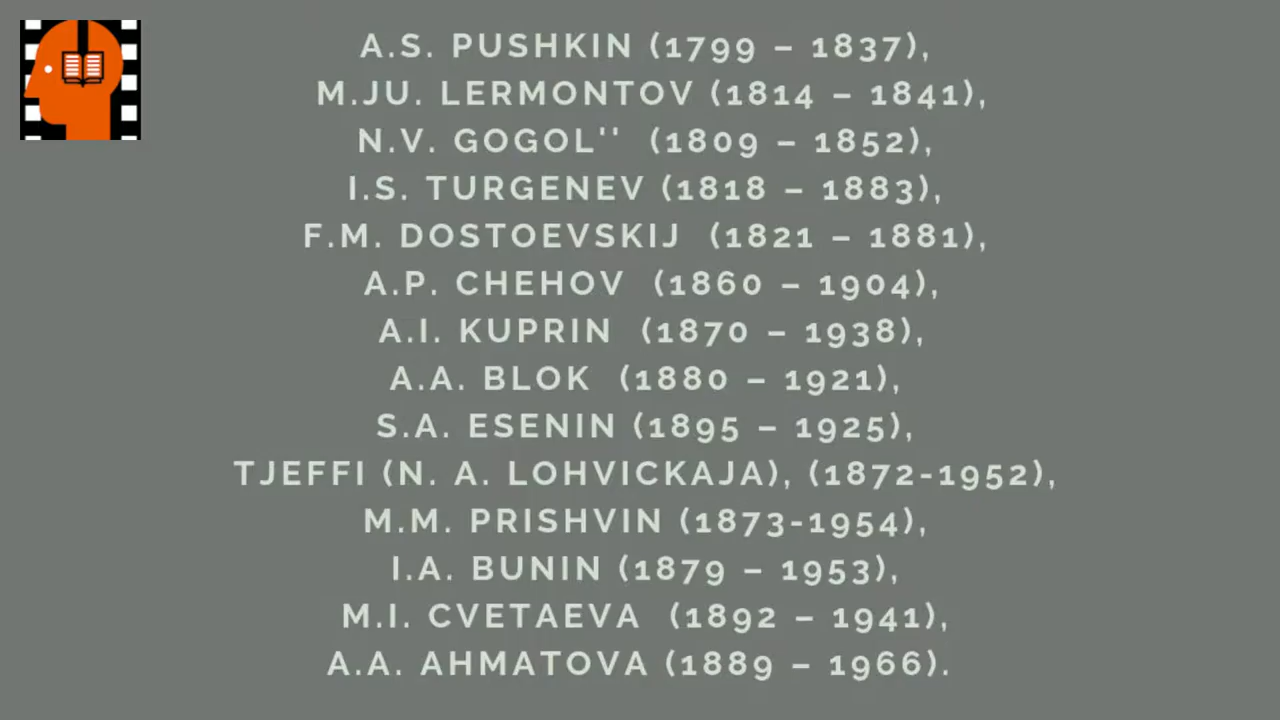 A.S. PUSHKIN (1799 – 1837),
M.JU. LERMONTOV (1814 – 1841),
N.V. GOGOL'' (1809 – 1852),
I.S. TURGENEV (1818 – 1883),
F.M. DOSTOEVSKIJ (1821 – 1881),
A.P. CHEHOV (1860 – 1904),
A.I. KUPRIN (1870 – 1938),
A.A. BLOK (1880 – 1921),
S.A. ESENIN (1895 – 1925),
TJEFFI (N. A. LOHVICKAJA), (1872-1952),
M.M. PRISHVIN (1873-1954),
I.A. BUNIN (1879 – 1953),
M.I. CVETAEVA (1892 – 1941),
A.A. AHMATOVA (1889 – 1966).